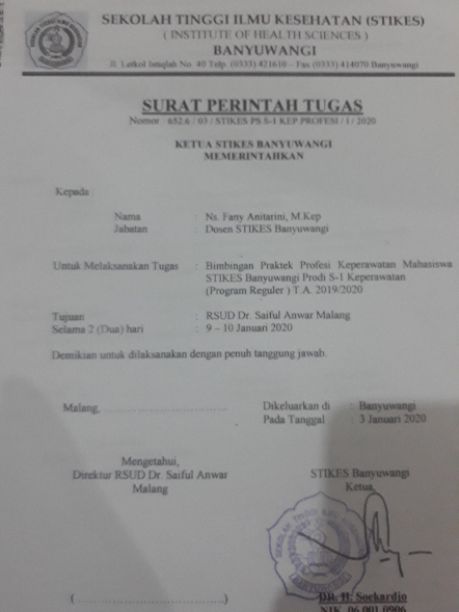 SEKOLAH TINGGI ILMU KESEHATAN (STIKES)
( INSTITUTE OF HEALTH SCIENCES )
BANYUWANGI
Jl. Letkol Istiqlah No. 40 Telp. (0333) 421610 – Fax (0333) 414070 Banyuwangi
SURAT PERINTAH TUGAS
Nomor : 652.6 / 03 / STIKES PS S-1 KEP PROFESI / 1 / 2020
KETUA STIKES BANYUWANGI
MEMERINTAHKAN
Kepada :
Nama : Ns. Fany Anitarini, M.Kep
Jabatan : Dosen STIKES Banyuwangi
Untuk Melaksanakan Tugas : Bimbingan Praktek Profesi Keperawatan Mahasiswa
STIKES Banyuwangi Prodi S-1 Keperawatan
(Program Reguler ) T.A. 2019/2020
Tujuan : RSUD Dr. Saiful Anwar Malang
Selama 2 (Dua) hari : 9 – 10 Januari 2020
Demikian untuk dilaksanakan dengan penuh tanggung jawab.
Malang, ..............................
Dikeluarkan di : Banyuwangi
Pada Tanggal : 3 Januari 2020
Mengetahui,
Direktur RSUD Dr. Saiful Anwar
Malang
(....................................)
STIKES Banyuwangi
Ketua,
DR. H. Soekardjo
NIK. 06.001.0906